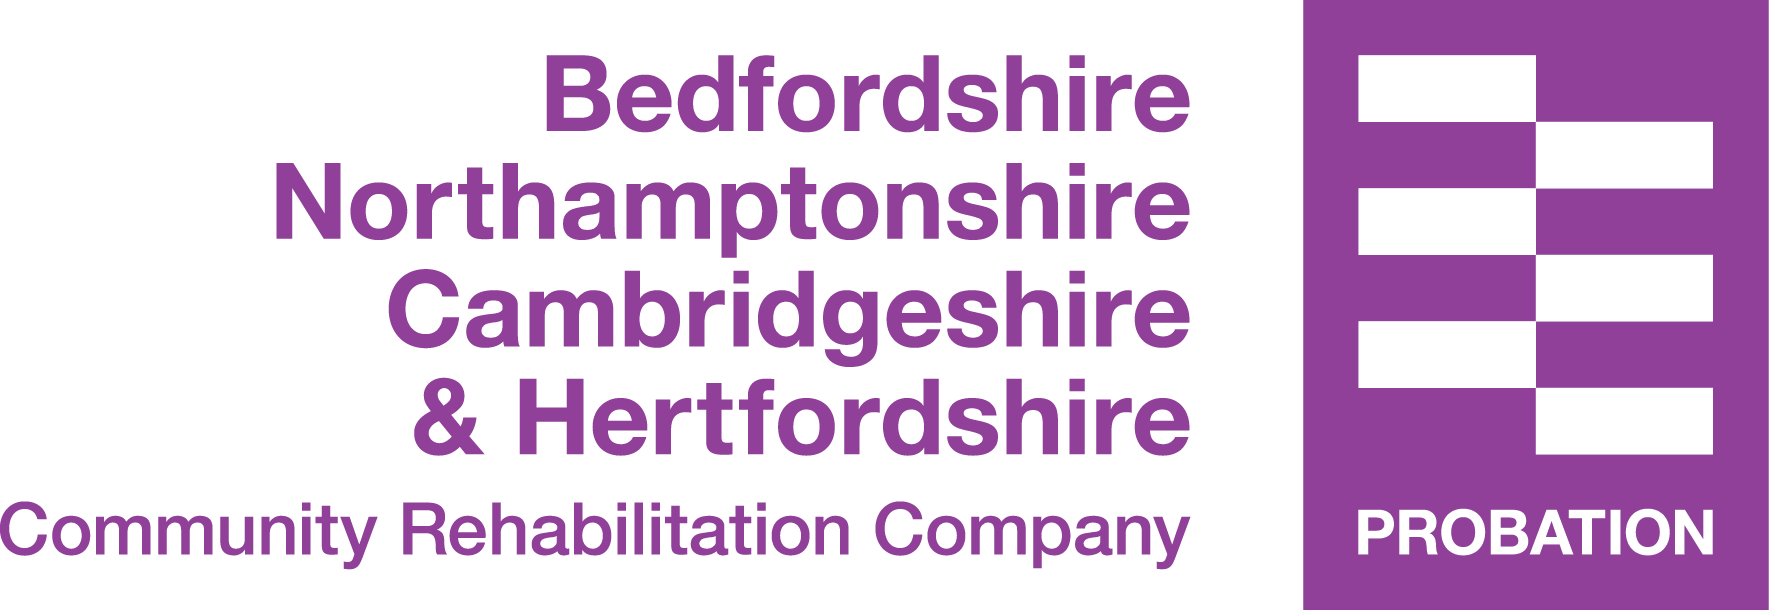 Bedfordshire
Northamptonshire
Cambridgeshire
& Hertfordshire
Community Rehabilitation Company
PROBATION